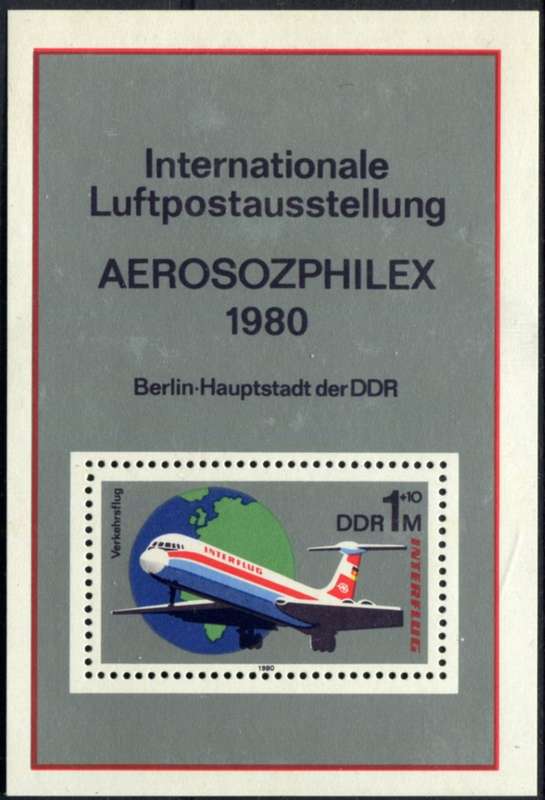 Internationale
Luftpostausstellung
AEROSOZPHILEX
1980
Berlin·Hauptstadt der DDR
Verkehrsflug
DDR 1 +10 M
INTERFLUG
INTERFLUG
1980